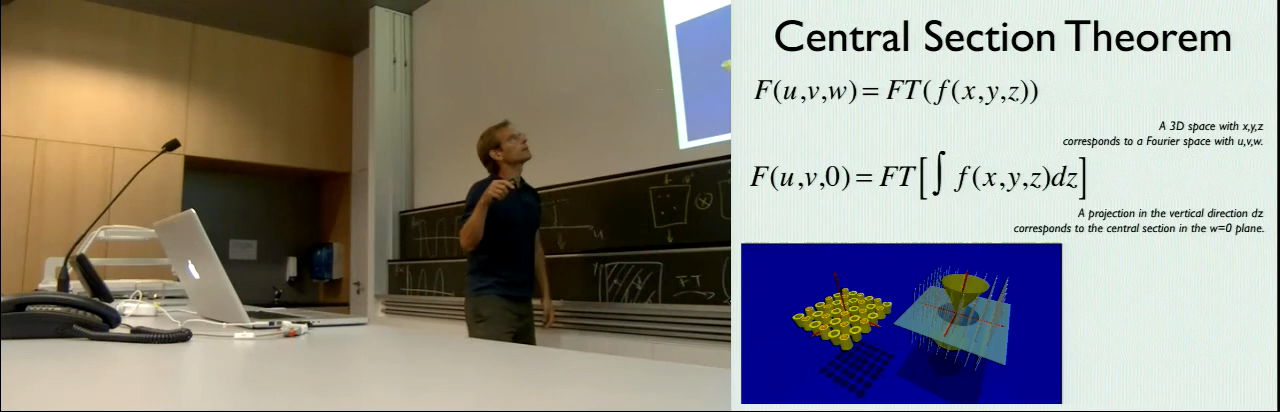 Central Section Theorem
F(u,v,w) = FT(f(x,y,z))
A 3D space with x,y,z
corresponds to a Fourier space with u,v,w.
F(u,v,0) = FT[∫ f(x,y,z)dz]
A projection in the vertical direction dz
corresponds to the central section in the w=0 plane.
u
FT